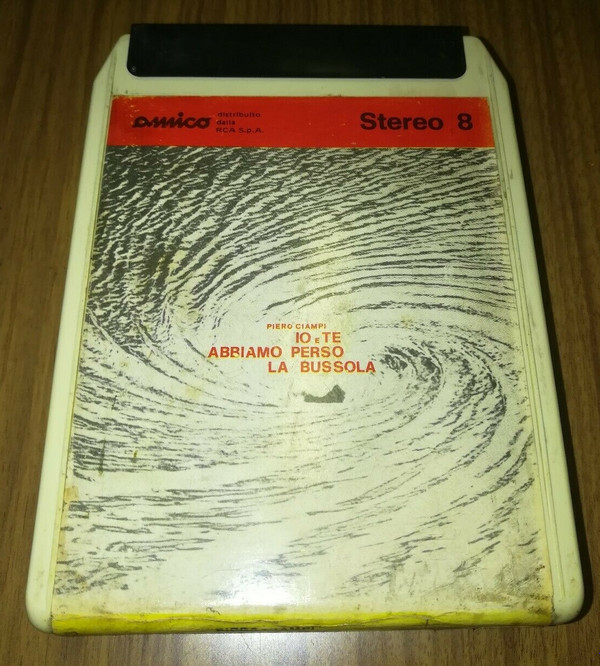 amico
distribuito
dalla
RCA S.p.A.
Stereo 8
PIERO CIAMPI
IO E TE
ABBIAMO PERSO
LA BUSSOLA